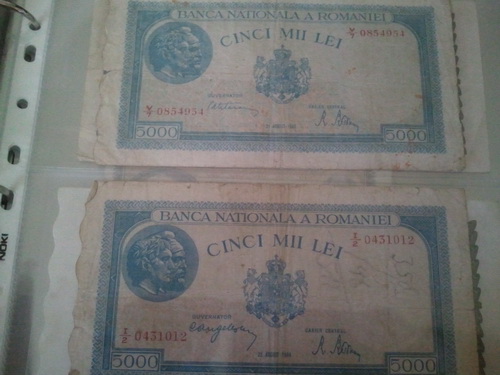 BANCA NATIONALA A ROMANIEI
CINCI MII LEI
0854954
0854954
GUVERNATOR
CASIER CENTRAL
5000
5000
BANCA NATIONALA A ROMANIEI
CINCI MII LEI
0431012
0431012
GUVERNATOR
CASIER CENTRAL
5000
5000
NOKI